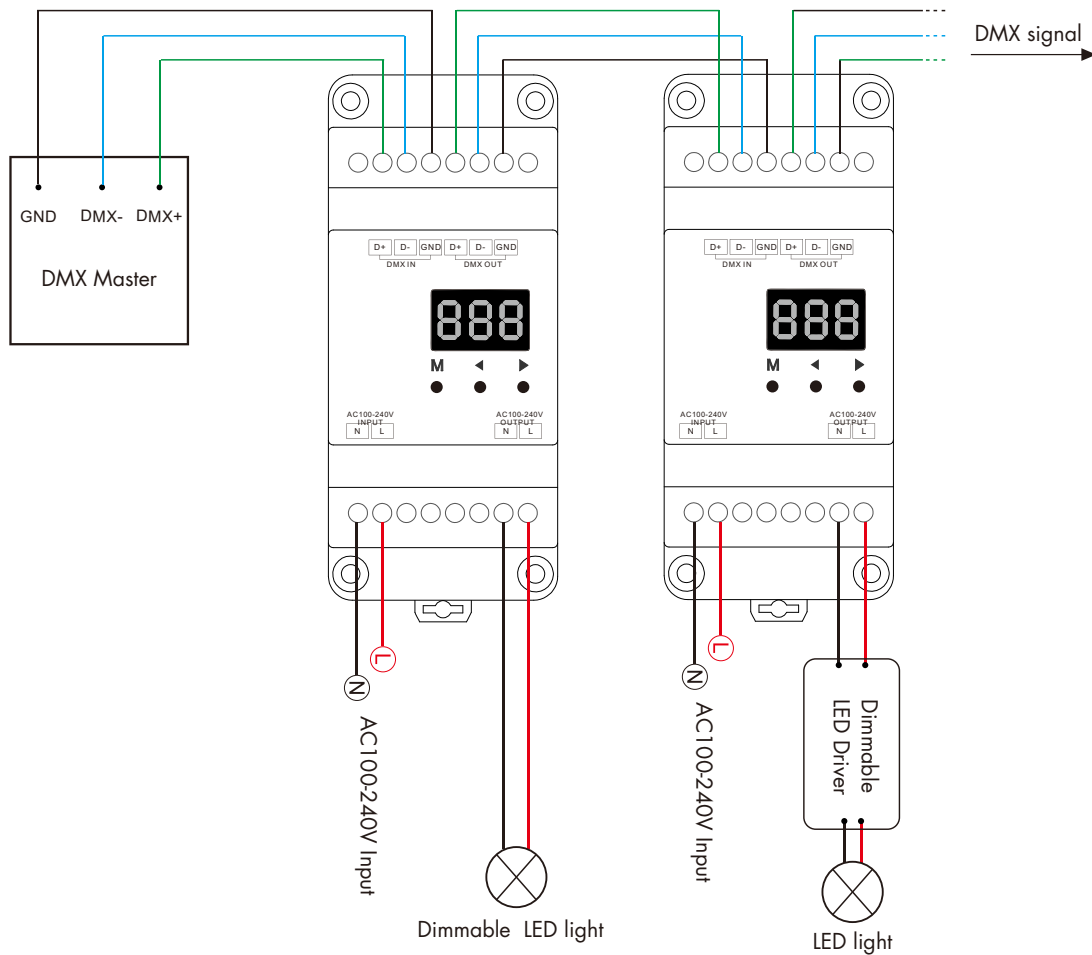 DMX signal
GND DMX- DMX+
DMX Master
D+ D- GND D+ D- GND
DMX IN DMX OUT
888
M
AC100-240V
INPUT
N L
AC100-240V
OUTPUT
N L
D+ D- GND D+ D- GND
DMX IN DMX OUT
888
M
AC100-240V
INPUT
N L
AC100-240V
OUTPUT
N L
L
N
AC100-240V Input
L
N
AC100-240V Input
Dimmable
LED Driver
Dimmable LED light
LED light